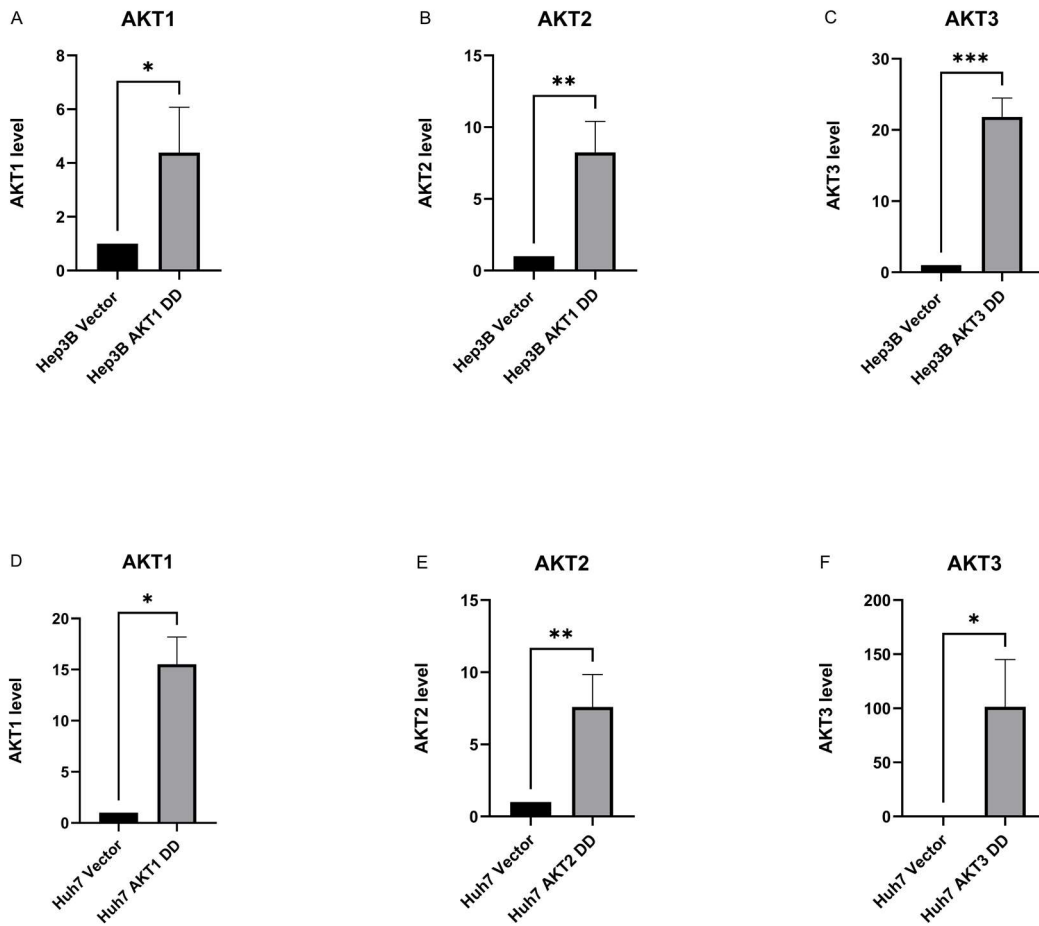 A
AKT1
AKT1 level
8
6
4
2
0
*
Hep3B Vector
Hep3B AKT1 DD
B
AKT2
AKT2 level
15
10
5
0
**
Hep3B Vector
Hep3B AKT1 DD
C
AKT3
AKT3 level
30
20
10
0
***
Hep3B Vector
Hep3B AKT3 DD
D
AKT1
AKT1 level
20
15
10
5
0
*
Huh7 Vector
Huh7 AKT1 DD
E
AKT2
AKT2 level
15
10
5
0
**
Huh7 Vector
Huh7 AKT2 DD
F
AKT3
AKT3 level
200
150
100
50
0
*
Huh7 Vector
Huh7 AKT3 DD